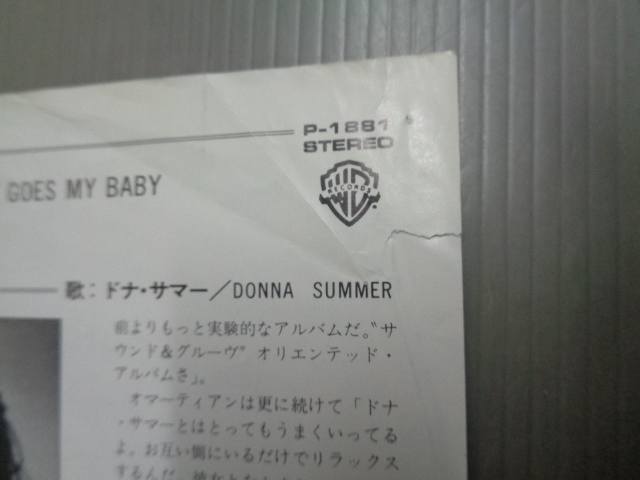 P-1881
STEREO
RECORDS
GOES MY BABY
歌：ドナ・サマー／DONNA SUMMER
前よりもっと実験的なアルバムだ。"サ
ウンド＆グルーヴ" オリエンテッド・
アルバムさ」。
オマーティアンは更に続けて「ドナ
・サマーとはとってもうまくいってる
よ。お互い側にいるだけでリラックス
するんだ。